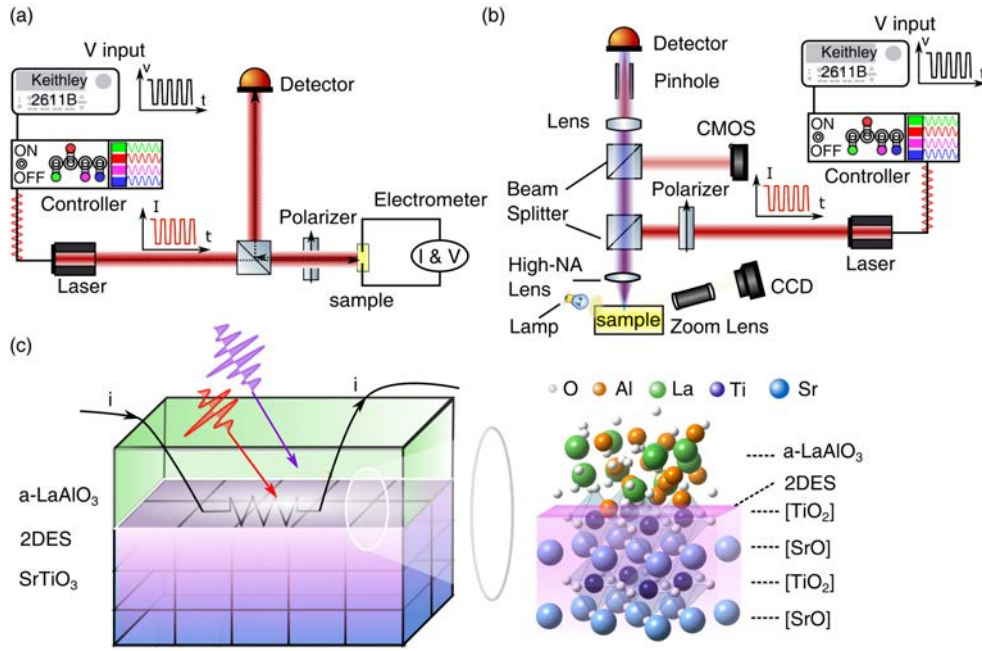 (a)
V input
Keithley
2611B
V
t
ON
OFF
Controller
I
t
Laser
Detector
Polarizer
Electrometer
I & V
sample
(b)
Detector
Pinhole
Lens
CMOS
Beam
Splitter
Polarizer
I
t
V input
Keithley
2611B
V
t
ON
OFF
Controller
Laser
High-NA
Lens
Lamp
sample
Zoom Lens
CCD
(c)
i
i
a-LaAlO₃
2DES
SrTiO₃
O Al La Ti Sr
a-LaAlO₃
2DES
[TiO₂]
[SrO]
[TiO₂]
[SrO]